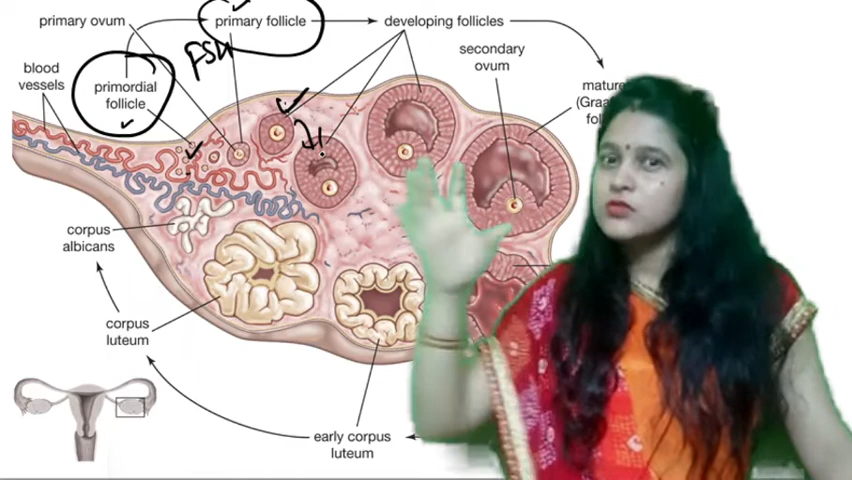 primary ovum
primary follicle
developing follicles
FSH
secondary
ovum
blood
vessels
primordial
follicle
mature
(Graa
fol
corpus
albicans
corpus
luteum
early corpus
luteum